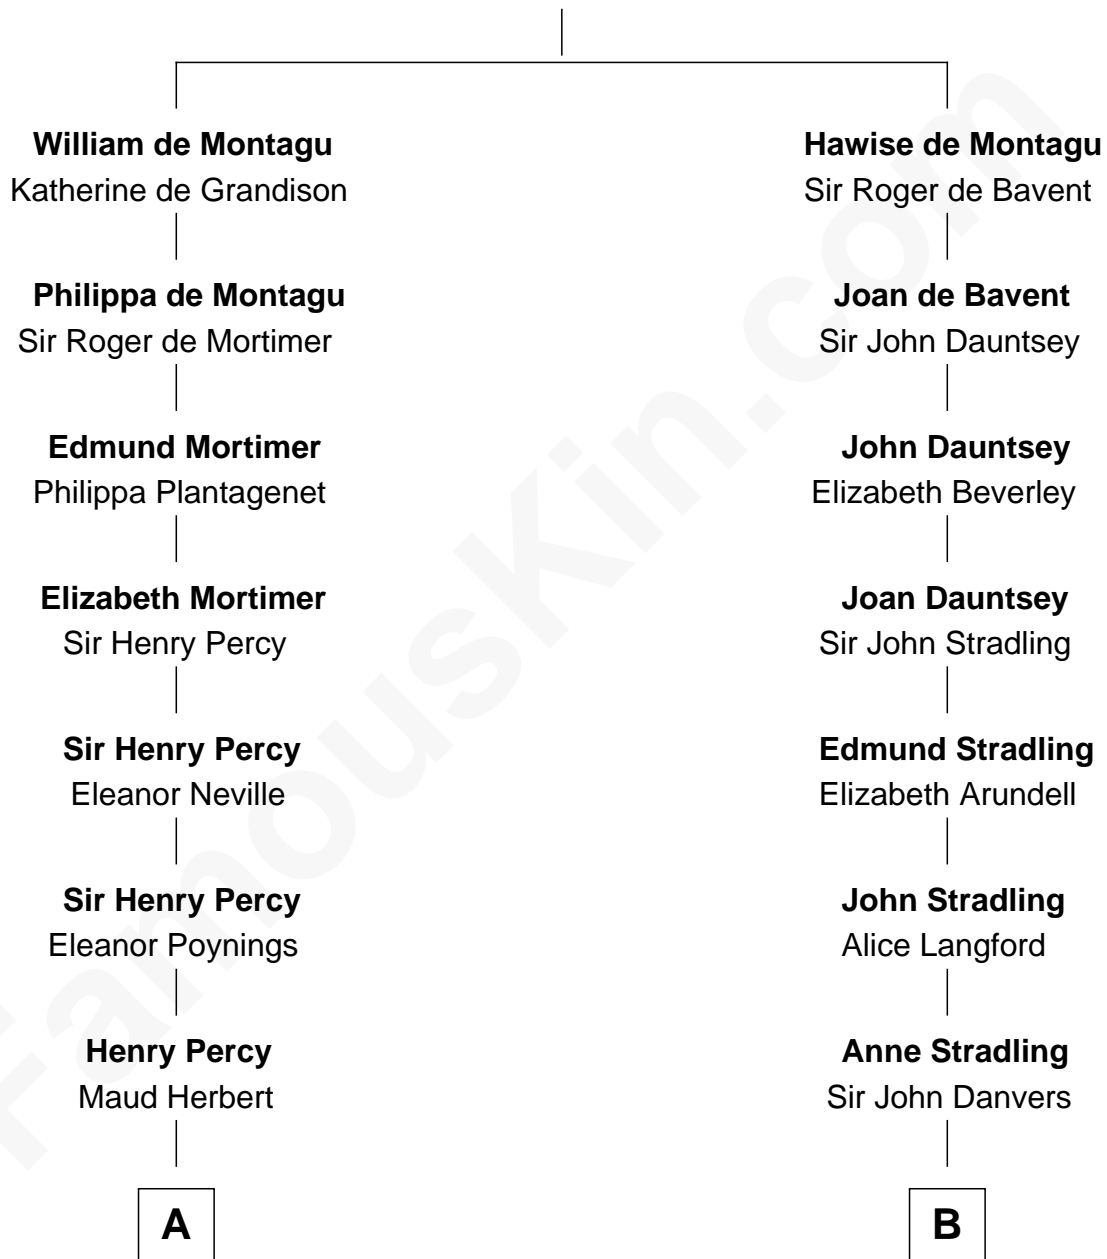 William de Montagu
Katherine de Grandison
Philippa de Montagu
Sir Roger de Mortimer
Edmund Mortimer
Philippa Plantagenet
Elizabeth Mortimer
Sir Henry Percy
Sir Henry Percy
Eleanor Neville
Sir Henry Percy
Eleanor Poynings
Henry Percy
Maud Herbert
A
Hawise de Montagu
Sir Roger de Bavent
Joan de Bavent
Sir John Dauntsey
John Dauntsey
Elizabeth Beverley
Joan Dauntsey
Sir John Stradling
Edmund Stradling
Elizabeth Arundell
John Stradling
Alice Langford
Anne Stradling
Sir John Danvers
B
FamousKin.com